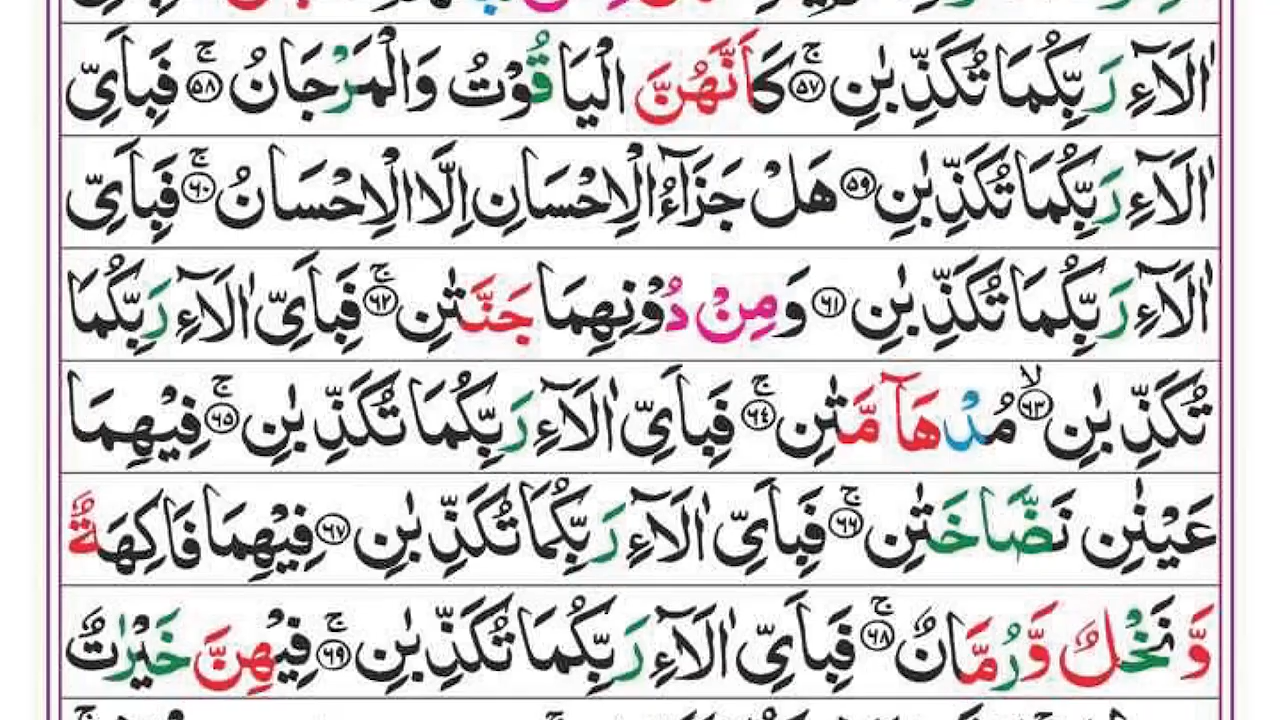 اٰلَآءِ رَبِّكُمَا تُكَذِّبٰنِ ۚ﴿۵۷﴾ كَاَنَّهُنَّ الْيَاقُوْتُ وَالْمَرْجَانُ ۚ﴿۵۸﴾ فَبِاَىِّ
اٰلَآءِ رَبِّكُمَا تُكَذِّبٰنِ ﴿۵۹﴾ هَلْ جَزَآءُ الْاِحْسَانِ اِلَّا الْاِحْسَانُ ۚ﴿۶۰﴾ فَبِاَىِّ
اٰلَآءِ رَبِّكُمَا تُكَذِّبٰنِ ﴿۶۱﴾ وَمِنْ دُوْنِهِمَا جَنَّتٰنِ ۚ﴿۶۲﴾ فَبِاَىِّ اٰلَآءِ رَبِّكُمَا
تُكَذِّبٰنِ ۙ﴿۶۳﴾ مُدْهَآمَّتٰنِ ۚ﴿۶۴﴾ فَبِاَىِّ اٰلَآءِ رَبِّكُمَا تُكَذِّبٰنِ ۚ﴿۶۵﴾ فِيْهِمَا
عَيْنٰنِ نَضَّاخَتٰنِ ۚ﴿۶۶﴾ فَبِاَىِّ اٰلَآءِ رَبِّكُمَا تُكَذِّبٰنِ ﴿۶۷﴾ فِيْهِمَا فَاكِهَةٌ
وَّنَخْلٌ وَّرُمَّانٌ ۚ﴿۶۸﴾ فَبِاَىِّ اٰلَآءِ رَبِّكُمَا تُكَذِّبٰنِ ۚ﴿۶۹﴾ فِيْهِنَّ خَيْرٰتٌ